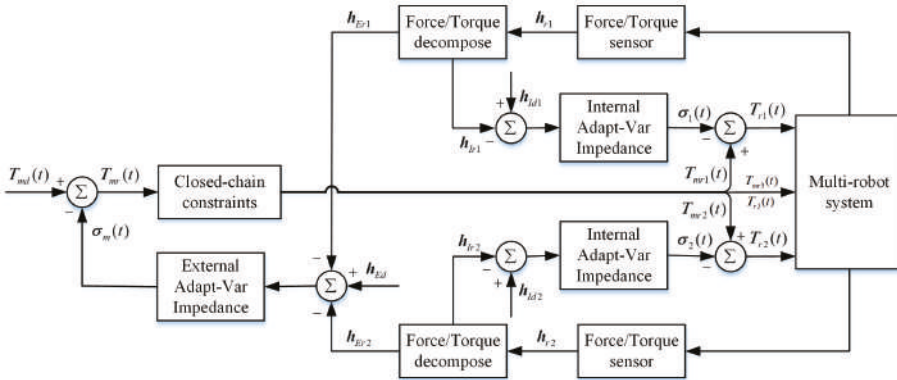 h_Er1
Force/Torque
decompose
h_r1
Force/Torque
sensor
+
h_Id1
Internal
Adapt-Var
Impedance
σ_1(t)
T_r1(t)
−
Σ
h_Ir1
−
Σ
+
T_md(t)
+
Σ
−
T_mr(t)
Closed-chain
constraints
T_mr1(t)
T_mr3(t)
T_r3(t)
Multi-robot
system
T_mr2(t)
σ_m(t)
h_Ir2
−
Σ
+
h_Id2
Internal
Adapt-Var
Impedance
σ_2(t)
+
T_r2(t)
−
Σ
External
Adapt-Var
Impedance
−
+
Σ
−
h_Ed
h_Er2
Force/Torque
decompose
h_r2
Force/Torque
sensor